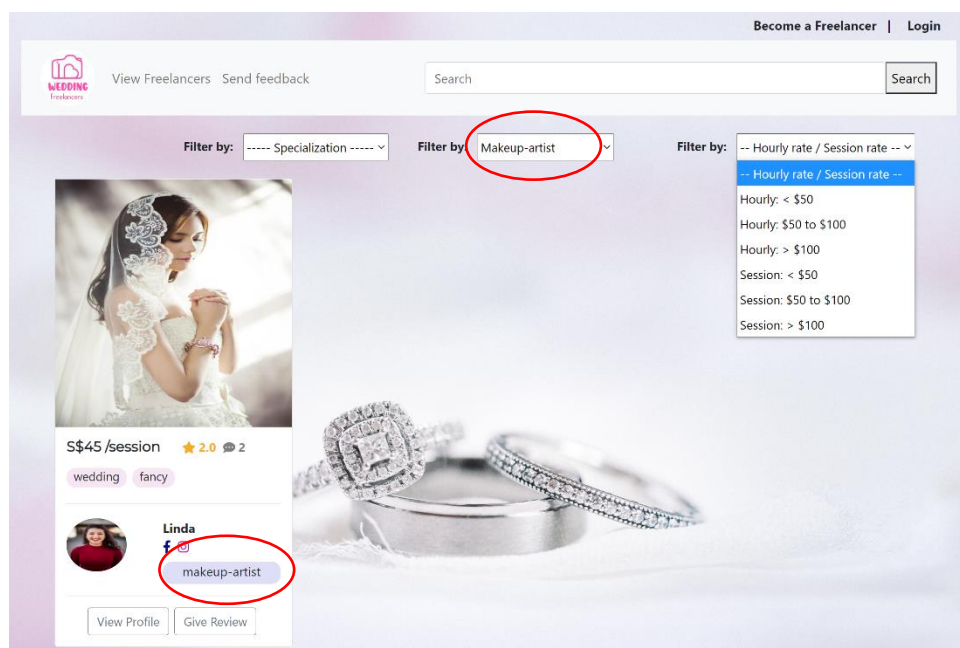 Become a Freelancer | Login
WEDDING
freelancers
View Freelancers Send feedback
Search
Search
Filter by: ----- Specialization -----
Filter by: Makeup-artist
Filter by: -- Hourly rate / Session rate --
-- Hourly rate / Session rate --
Hourly: < $50
Hourly: $50 to $100
Hourly: > $100
Session: < $50
Session: $50 to $100
Session: > $100
S$45 /session 2.0 2
wedding fancy
Linda
makeup-artist
View Profile Give Review